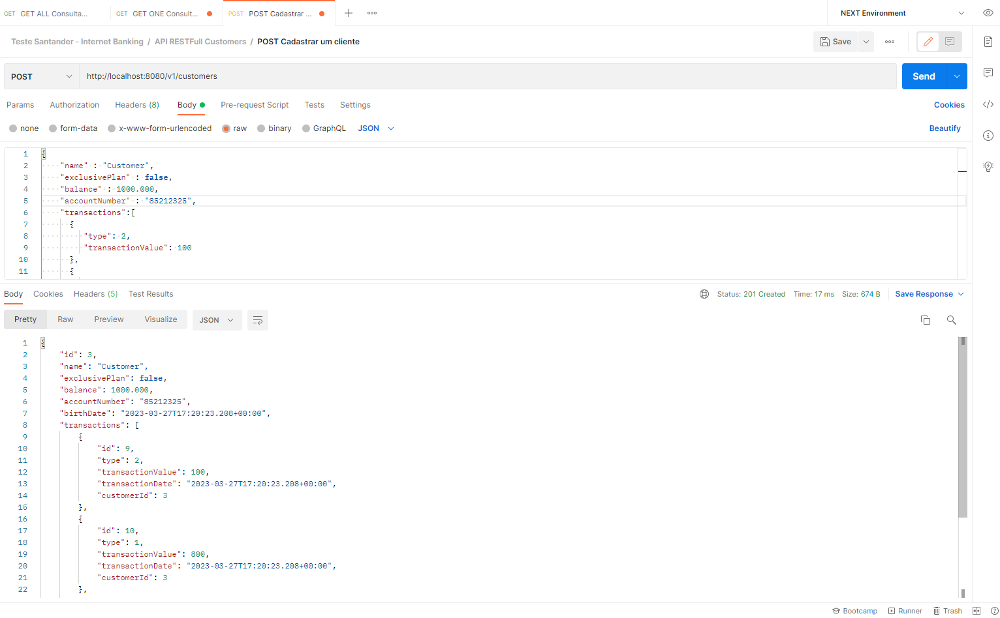 GET GET ALL Consulta... GET GET ONE Consult... POST POST Cadastrar ... NEXT Environment
Teste Santander - Internet Banking / API RESTFull Customers / POST Cadastrar um cliente Save
POST http://localhost:8080/v1/customers Send
Params Authorization Headers (8) Body Pre-request Script Tests Settings Cookies
none form-data x-www-form-urlencoded raw binary GraphQL JSON Beautify
1 {
2 "name" : "Customer",
3 "exclusivePlan" : false,
4 "balance" : 1000.000,
5 "accountNumber" : "85212325",
6 "transactions":[
7 {
8 "type": 2,
9 "transactionValue": 100
10 },
11 {
Body Cookies Headers (5) Test Results Status: 201 Created Time: 17 ms Size: 674 B Save Response
Pretty Raw Preview Visualize JSON
1 {
2 "id": 3,
3 "name": "Customer",
4 "exclusivePlan": false,
5 "balance": 1000.000,
6 "accountNumber": "85212325",
7 "birthDate": "2023-03-27T17:20:23.208+00:00",
8 "transactions": [
9 {
10 "id": 9,
11 "type": 2,
12 "transactionValue": 100,
13 "transactionDate": "2023-03-27T17:20:23.208+00:00",
14 "customerId": 3
15 },
16 {
17 "id": 10,
18 "type": 1,
19 "transactionValue": 800,
20 "transactionDate": "2023-03-27T17:20:23.208+00:00",
21 "customerId": 3
22 },
Bootcamp Runner Trash